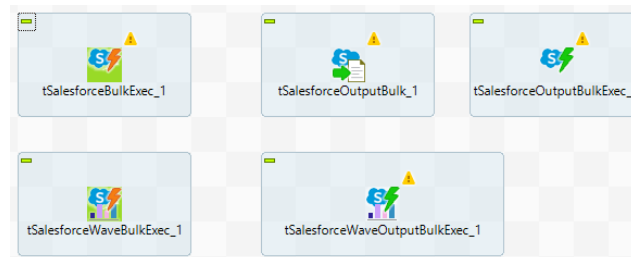 tSalesforceBulkExec_1
tSalesforceOutputBulk_1
tSalesforceOutputBulkExec_
tSalesforceWaveBulkExec_1
tSalesforceWaveOutputBulkExec_1